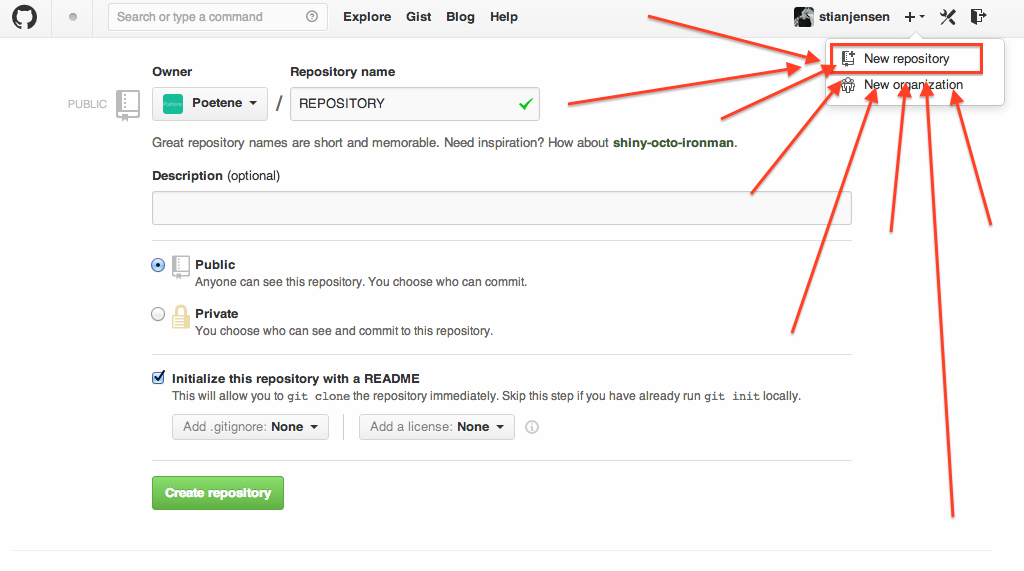 Search or type a command
Explore Gist Blog Help
stianjensen
New repository
New organization
Owner
Repository name
PUBLIC
Poetene / REPOSITORY
Great repository names are short and memorable. Need inspiration? How about shiny-octo-ironman.
Description (optional)
Public
Anyone can see this repository. You choose who can commit.
Private
You choose who can see and commit to this repository.
Initialize this repository with a README
This will allow you to git clone the repository immediately. Skip this step if you have already run git init locally.
Add .gitignore: None
Add a license: None
Create repository